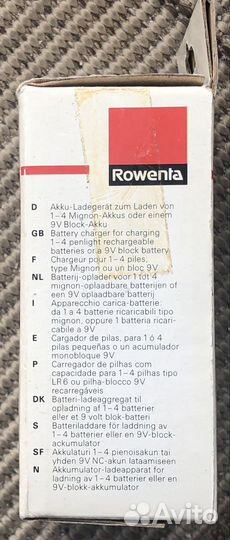 Rowenta
D Akku-Ladegerät zum Laden von
1–4 Mignon-Akkus oder einem
9V Block-Akku
GB Battery charger for charging
1–4 penlight rechargeable
batteries or a 9V block battery
F Chargeur pour 1–4 piles,
type Mignon ou un bloc 9V
NL Batterij-oplader voor 1 tot 4
mignon-oplaadbare batterijen of
een 9V oplaadbare batterij
I Apparecchio carica-batterie:
da 1 a 4 batterie ricaricabili tipo
mignon, oppure 1 batteria ricari-
cabile a 9V
E Cargador de pilas, para 1 ó 4
pilas pequeñas o un acumulador
monobloque 9V
P Carregador de pilhas com
capacidade para 1–4 pilhas tipo
LR6 ou pilha-blocco 9V
recarregáveis
DK Batteri-ladeaggregat til
opladning af 1–4 batterier
et 9 volt blok-batteri
S Batteriladdare för laddning
av 1–4 batterier eller en 9V-block-
ackumulator
SF Akkulaturi 1–4 pienoisakun tai
yhden 9V NC-akun lataamiseen
N Akkumulator-ladeapparat for
ladning av 1–4 batterier eller en
9V-blokk-akkumulator
Avito